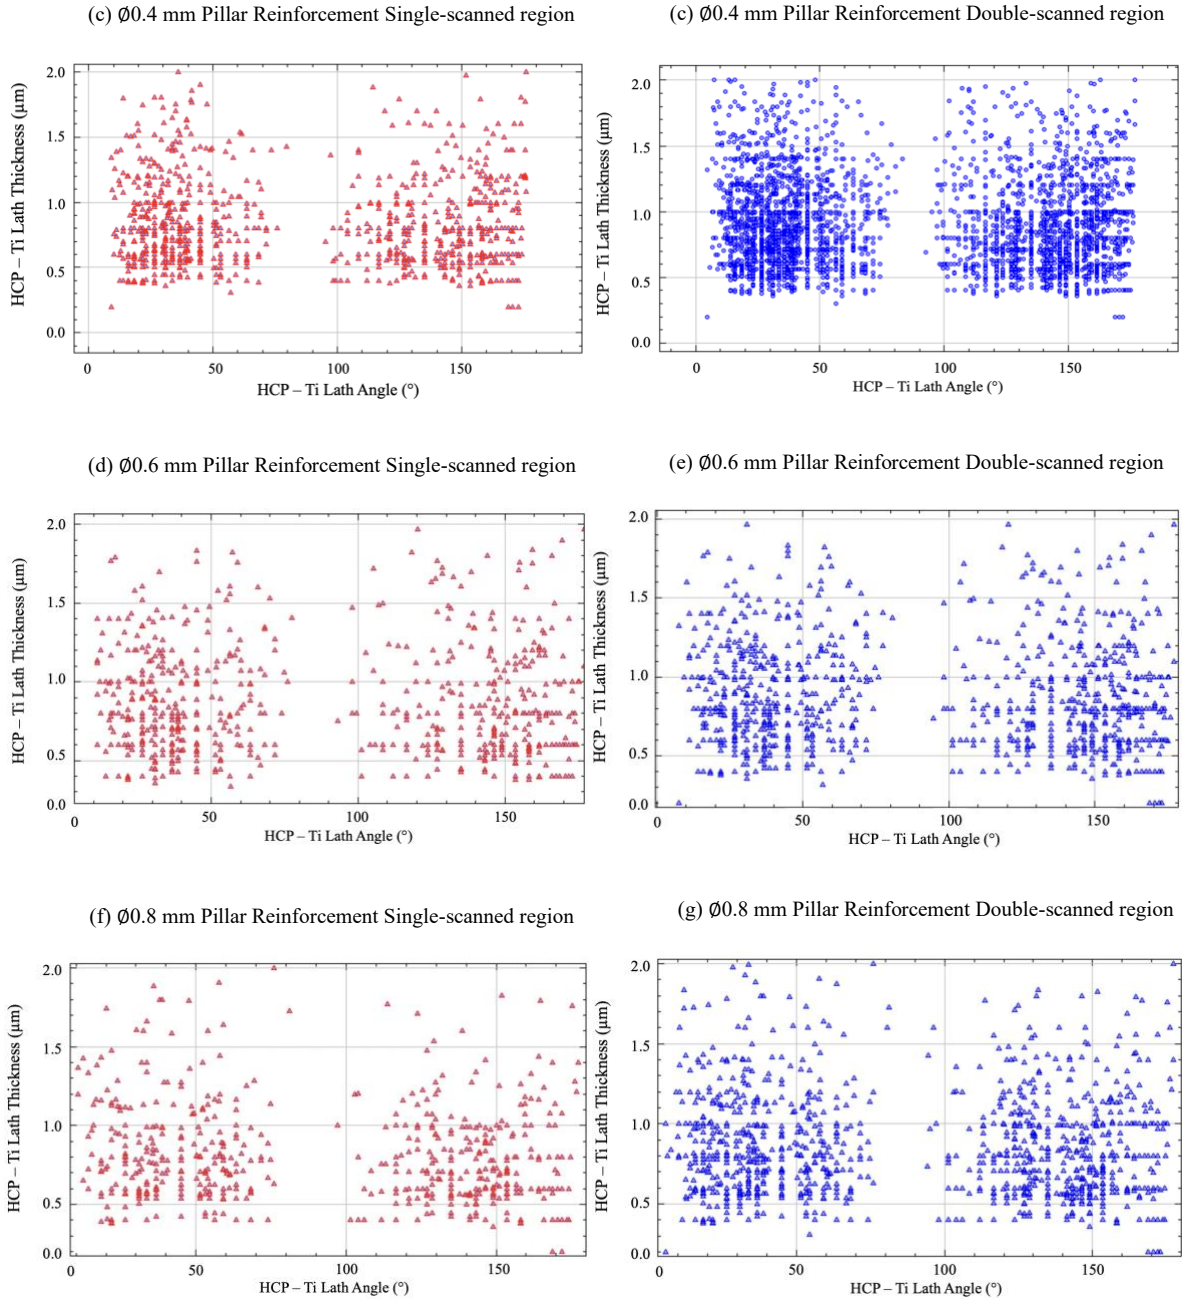 (c) Ø0.4 mm Pillar Reinforcement Single-scanned region
(c) Ø0.4 mm Pillar Reinforcement Double-scanned region
HCP – Ti Lath Thickness (μm)
2.0
1.5
1.0
0.5
0.0
0 50 100 150
HCP – Ti Lath Angle (°)
HCP – Ti Lath Thickness (μm)
2.0
1.5
1.0
0.5
0.0
0 50 100 150
HCP – Ti Lath Angle (°)
(d) Ø0.6 mm Pillar Reinforcement Single-scanned region
(e) Ø0.6 mm Pillar Reinforcement Double-scanned region
HCP – Ti Lath Thickness (μm)
2.0
1.5
1.0
0.5
0.0
0 50 100 150
HCP – Ti Lath Angle (°)
HCP – Ti Lath Thickness (μm)
2.0
1.5
1.0
0.5
0.0
0 50 100 150
HCP – Ti Lath Angle (°)
(f) Ø0.8 mm Pillar Reinforcement Single-scanned region
(g) Ø0.8 mm Pillar Reinforcement Double-scanned region
HCP – Ti Lath Thickness (μm)
2.0
1.5
1.0
0.5
0.0
0 50 100 150
HCP – Ti Lath Angle (°)
HCP – Ti Lath Thickness (μm)
2.0
1.5
1.0
0.5
0.0
0 50 100 150
HCP – Ti Lath Angle (°)